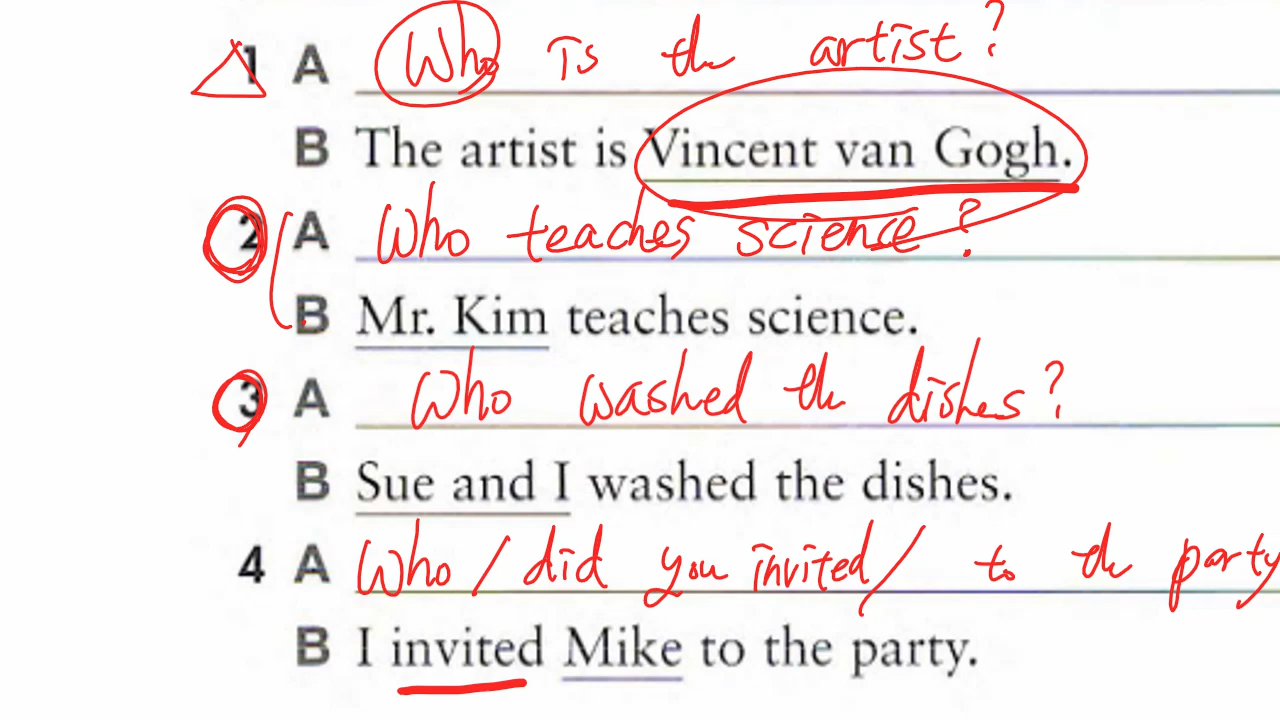 1 A Who is the artist?
B The artist is Vincent van Gogh.
2 A Who teaches science?
B Mr. Kim teaches science.
3 A Who washed the dishes?
B Sue and I washed the dishes.
4 A Who / did you invited / to the party
B I invited Mike to the party.